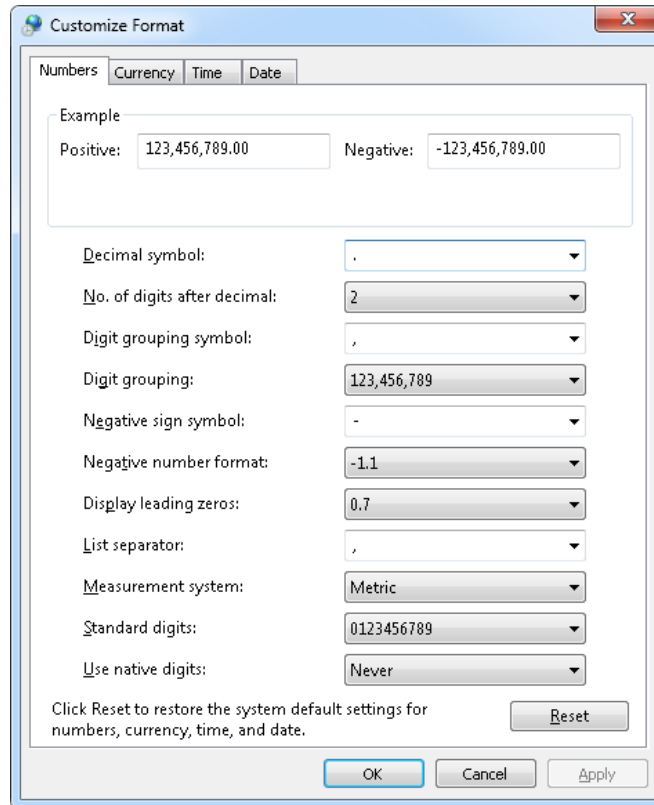 Customize Format
Numbers Currency Time Date
Example
Positive: 123,456,789.00 Negative: -123,456,789.00
Decimal symbol: .
No. of digits after decimal: 2
Digit grouping symbol: ,
Digit grouping: 123,456,789
Negative sign symbol: -
Negative number format: -1.1
Display leading zeros: 0.7
List separator: ,
Measurement system: Metric
Standard digits: 0123456789
Use native digits: Never
Click Reset to restore the system default settings for
numbers, currency, time, and date.
Reset
OK Cancel Apply